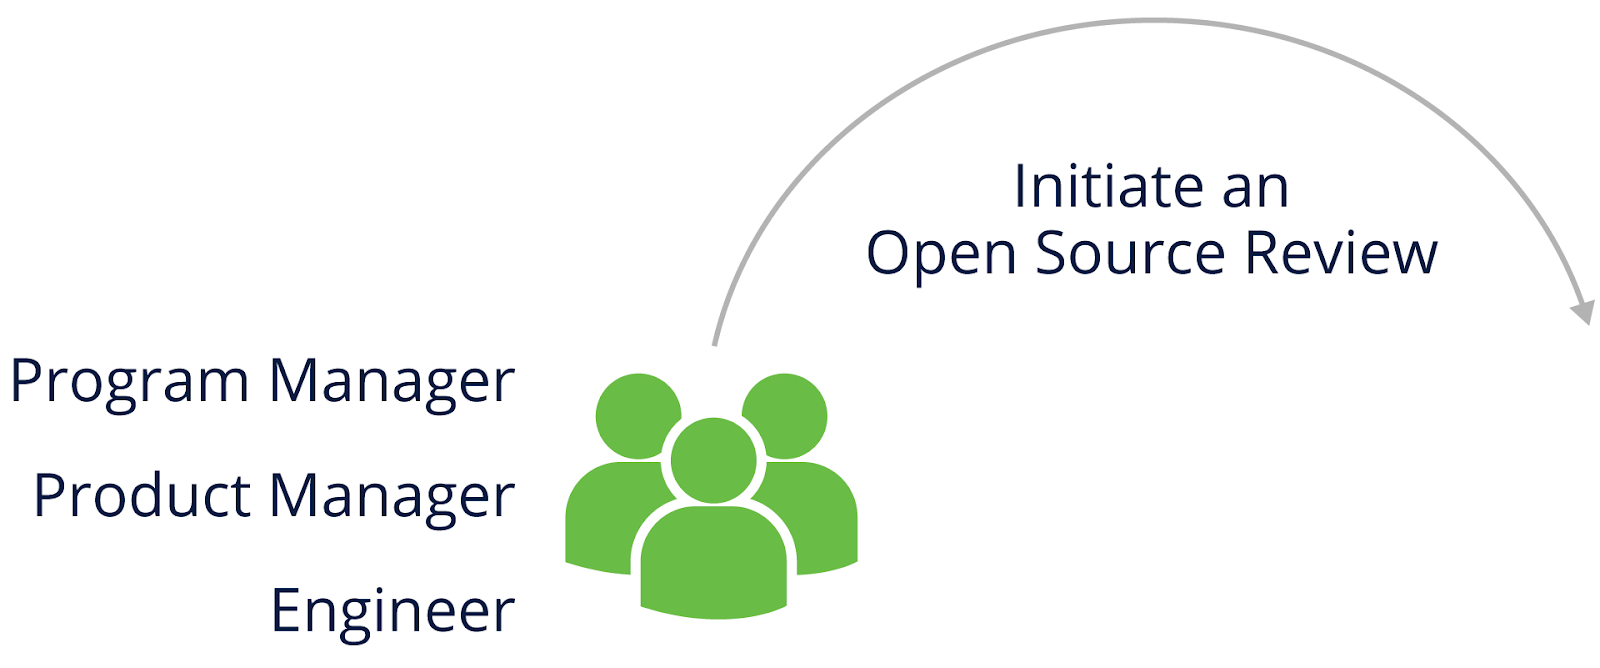 Initiate an
Open Source Review
Program Manager
Product Manager
Engineer